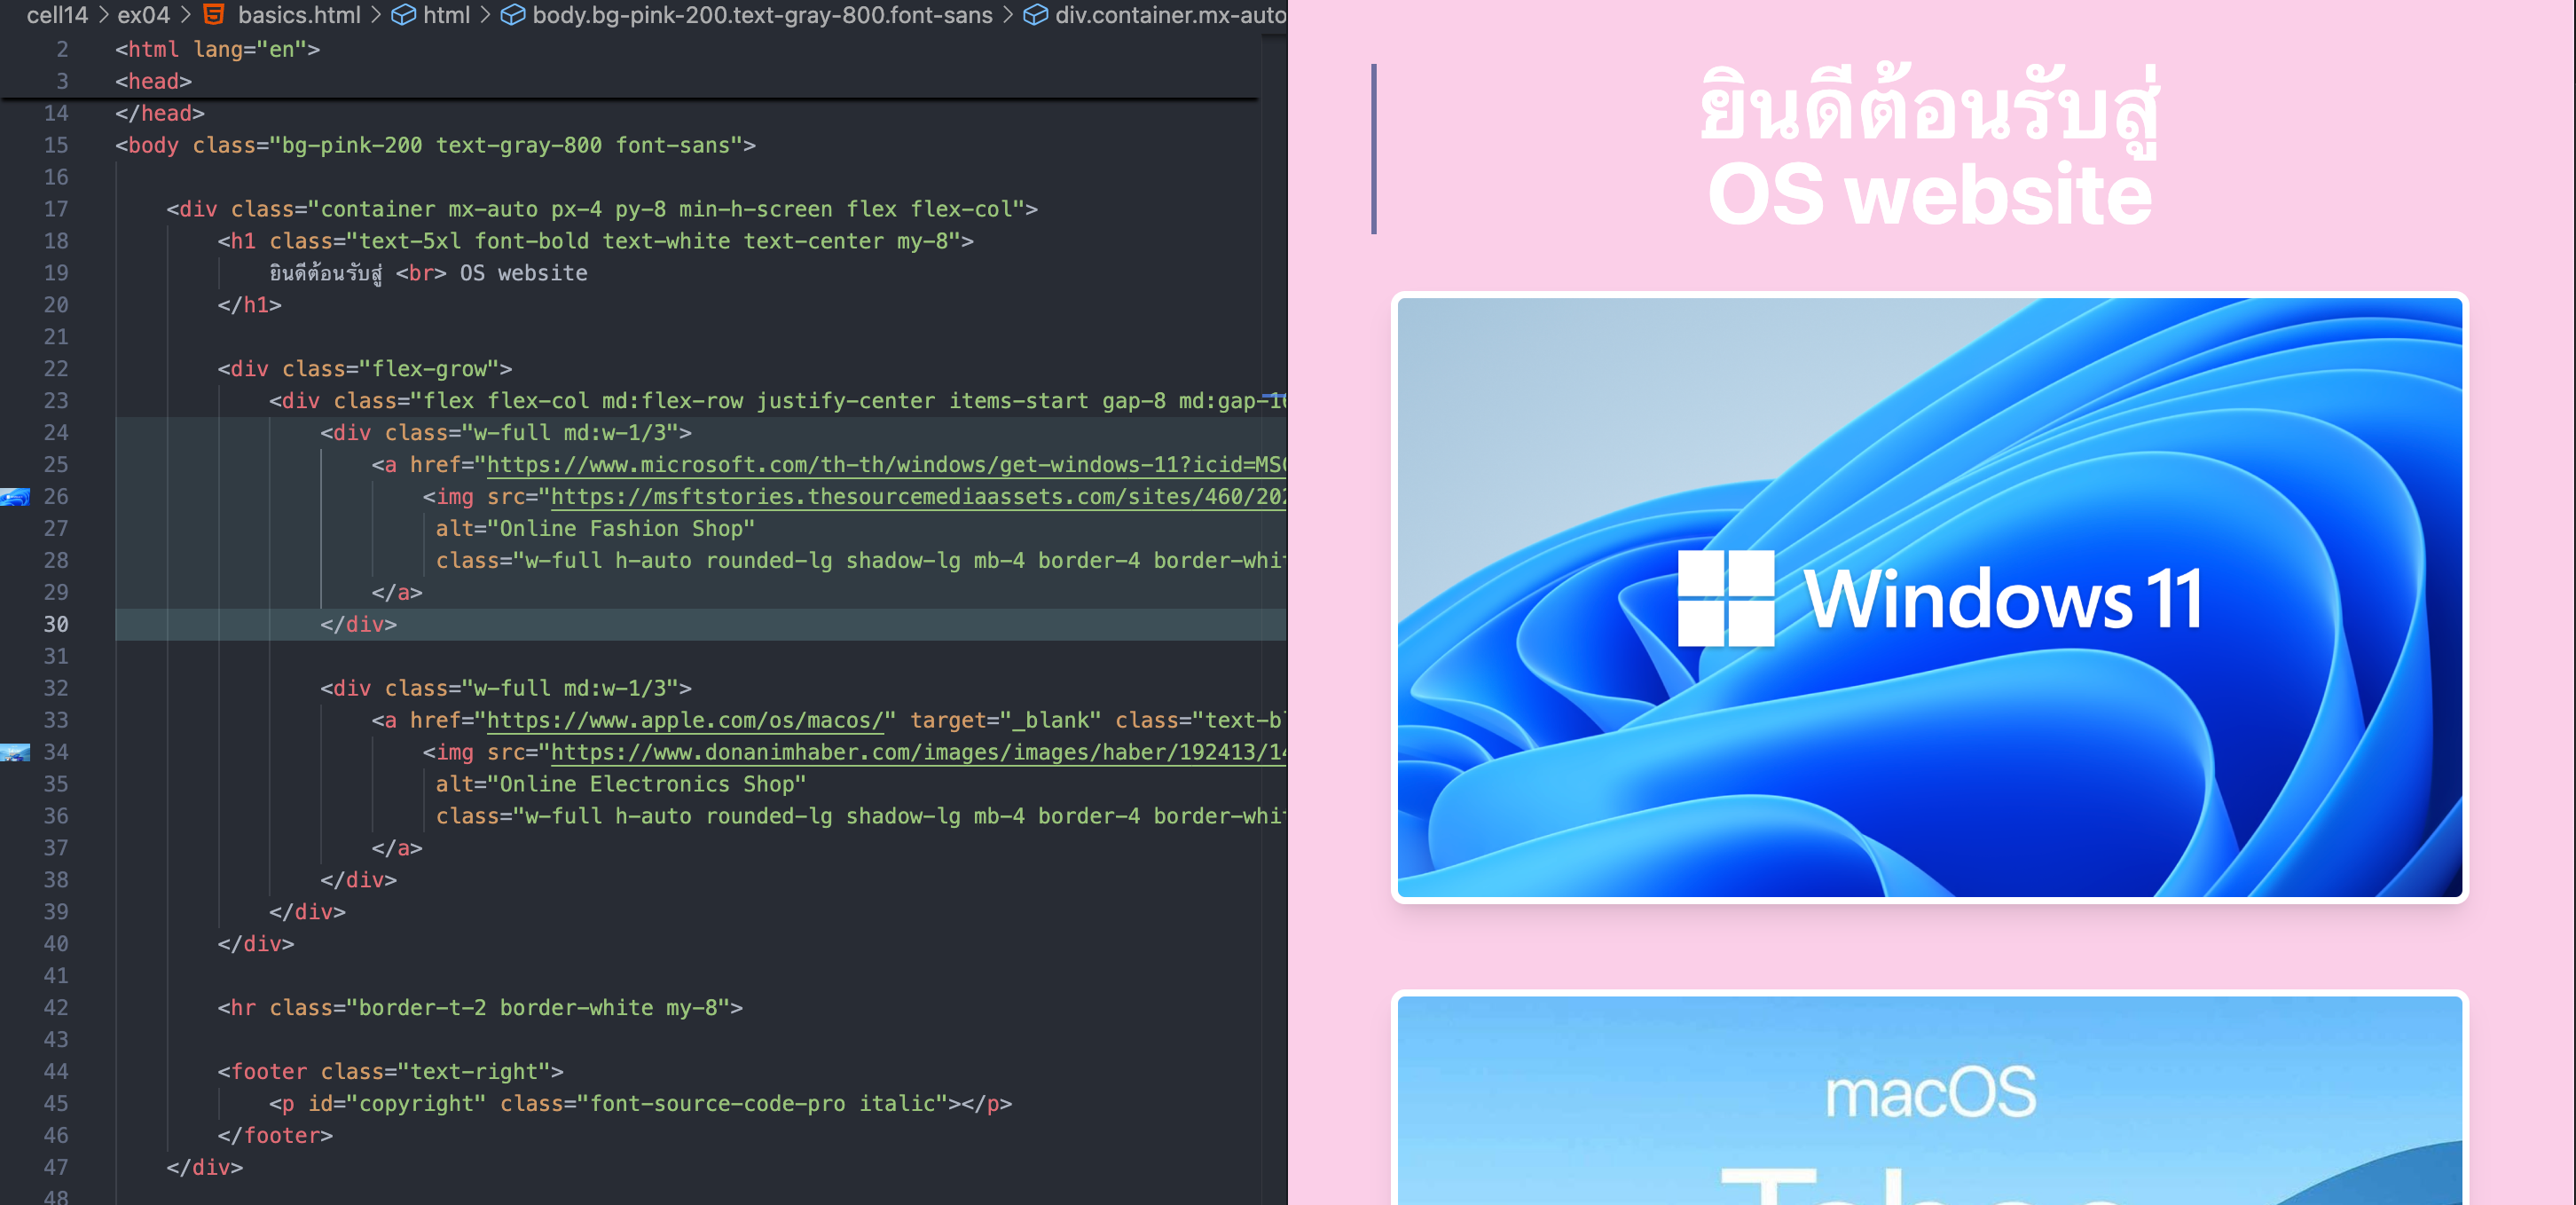 cell14 > ex04 > basics.html > html > body.bg-pink-200.text-gray-800.font-sans > div.container.mx-auto
2 <html lang="en">
3 <head>
14 </head>
15 <body class="bg-pink-200 text-gray-800 font-sans">
16
17 <div class="container mx-auto px-4 py-8 min-h-screen flex flex-col">
18 <h1 class="text-5xl font-bold text-white text-center my-8">
19 ยินดีต้อนรับสู่ <br> OS website
20 </h1>
21
22 <div class="flex-grow">
23 <div class="flex flex-col md:flex-row justify-center items-start gap-8 md:gap-16
24 <div class="w-full md:w-1/3">
25 <a href="https://www.microsoft.com/th-th/windows/get-windows-11?icid=MSC
26 <img src="https://msftstories.thesourcemediaassets.com/sites/460/202
27 alt="Online Fashion Shop"
28 class="w-full h-auto rounded-lg shadow-lg mb-4 border-4 border-whit
29 </a>
30 </div>
31
32 <div class="w-full md:w-1/3">
33 <a href="https://www.apple.com/os/macos/" target="_blank" class="text-bl
34 <img src="https://www.donanimhaber.com/images/images/haber/192413/14
35 alt="Online Electronics Shop"
36 class="w-full h-auto rounded-lg shadow-lg mb-4 border-4 border-whit
37 </a>
38 </div>
39 </div>
40 </div>
41
42 <hr class="border-t-2 border-white my-8">
43
44 <footer class="text-right">
45 <p id="copyright" class="font-source-code-pro italic"></p>
46 </footer>
47 </div>
48
ยินดีต้อนรับสู่
OS website
Windows 11
macOS